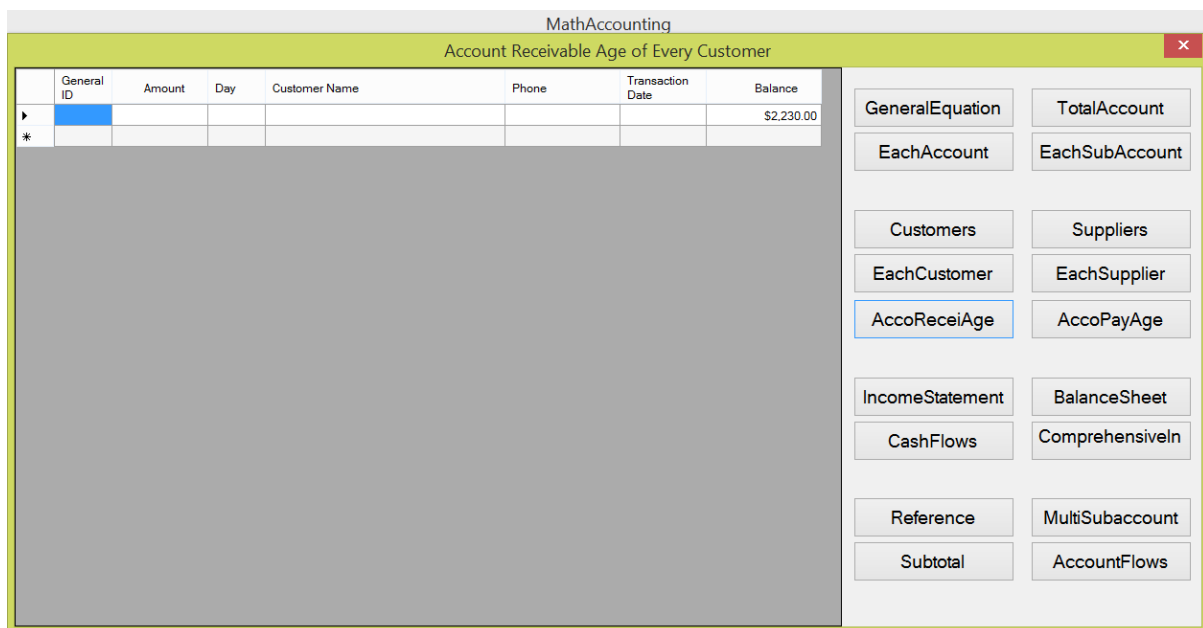 MathAccounting
Account Receivable Age of Every Customer
General ID Amount Day Customer Name Phone Transaction Date Balance
$2,230.00
GeneralEquation TotalAccount
EachAccount EachSubAccount
Customers Suppliers
EachCustomer EachSupplier
AccoReceiAge AccoPayAge
IncomeStatement BalanceSheet
CashFlows ComprehensiveIn
Reference MultiSubaccount
Subtotal AccountFlows